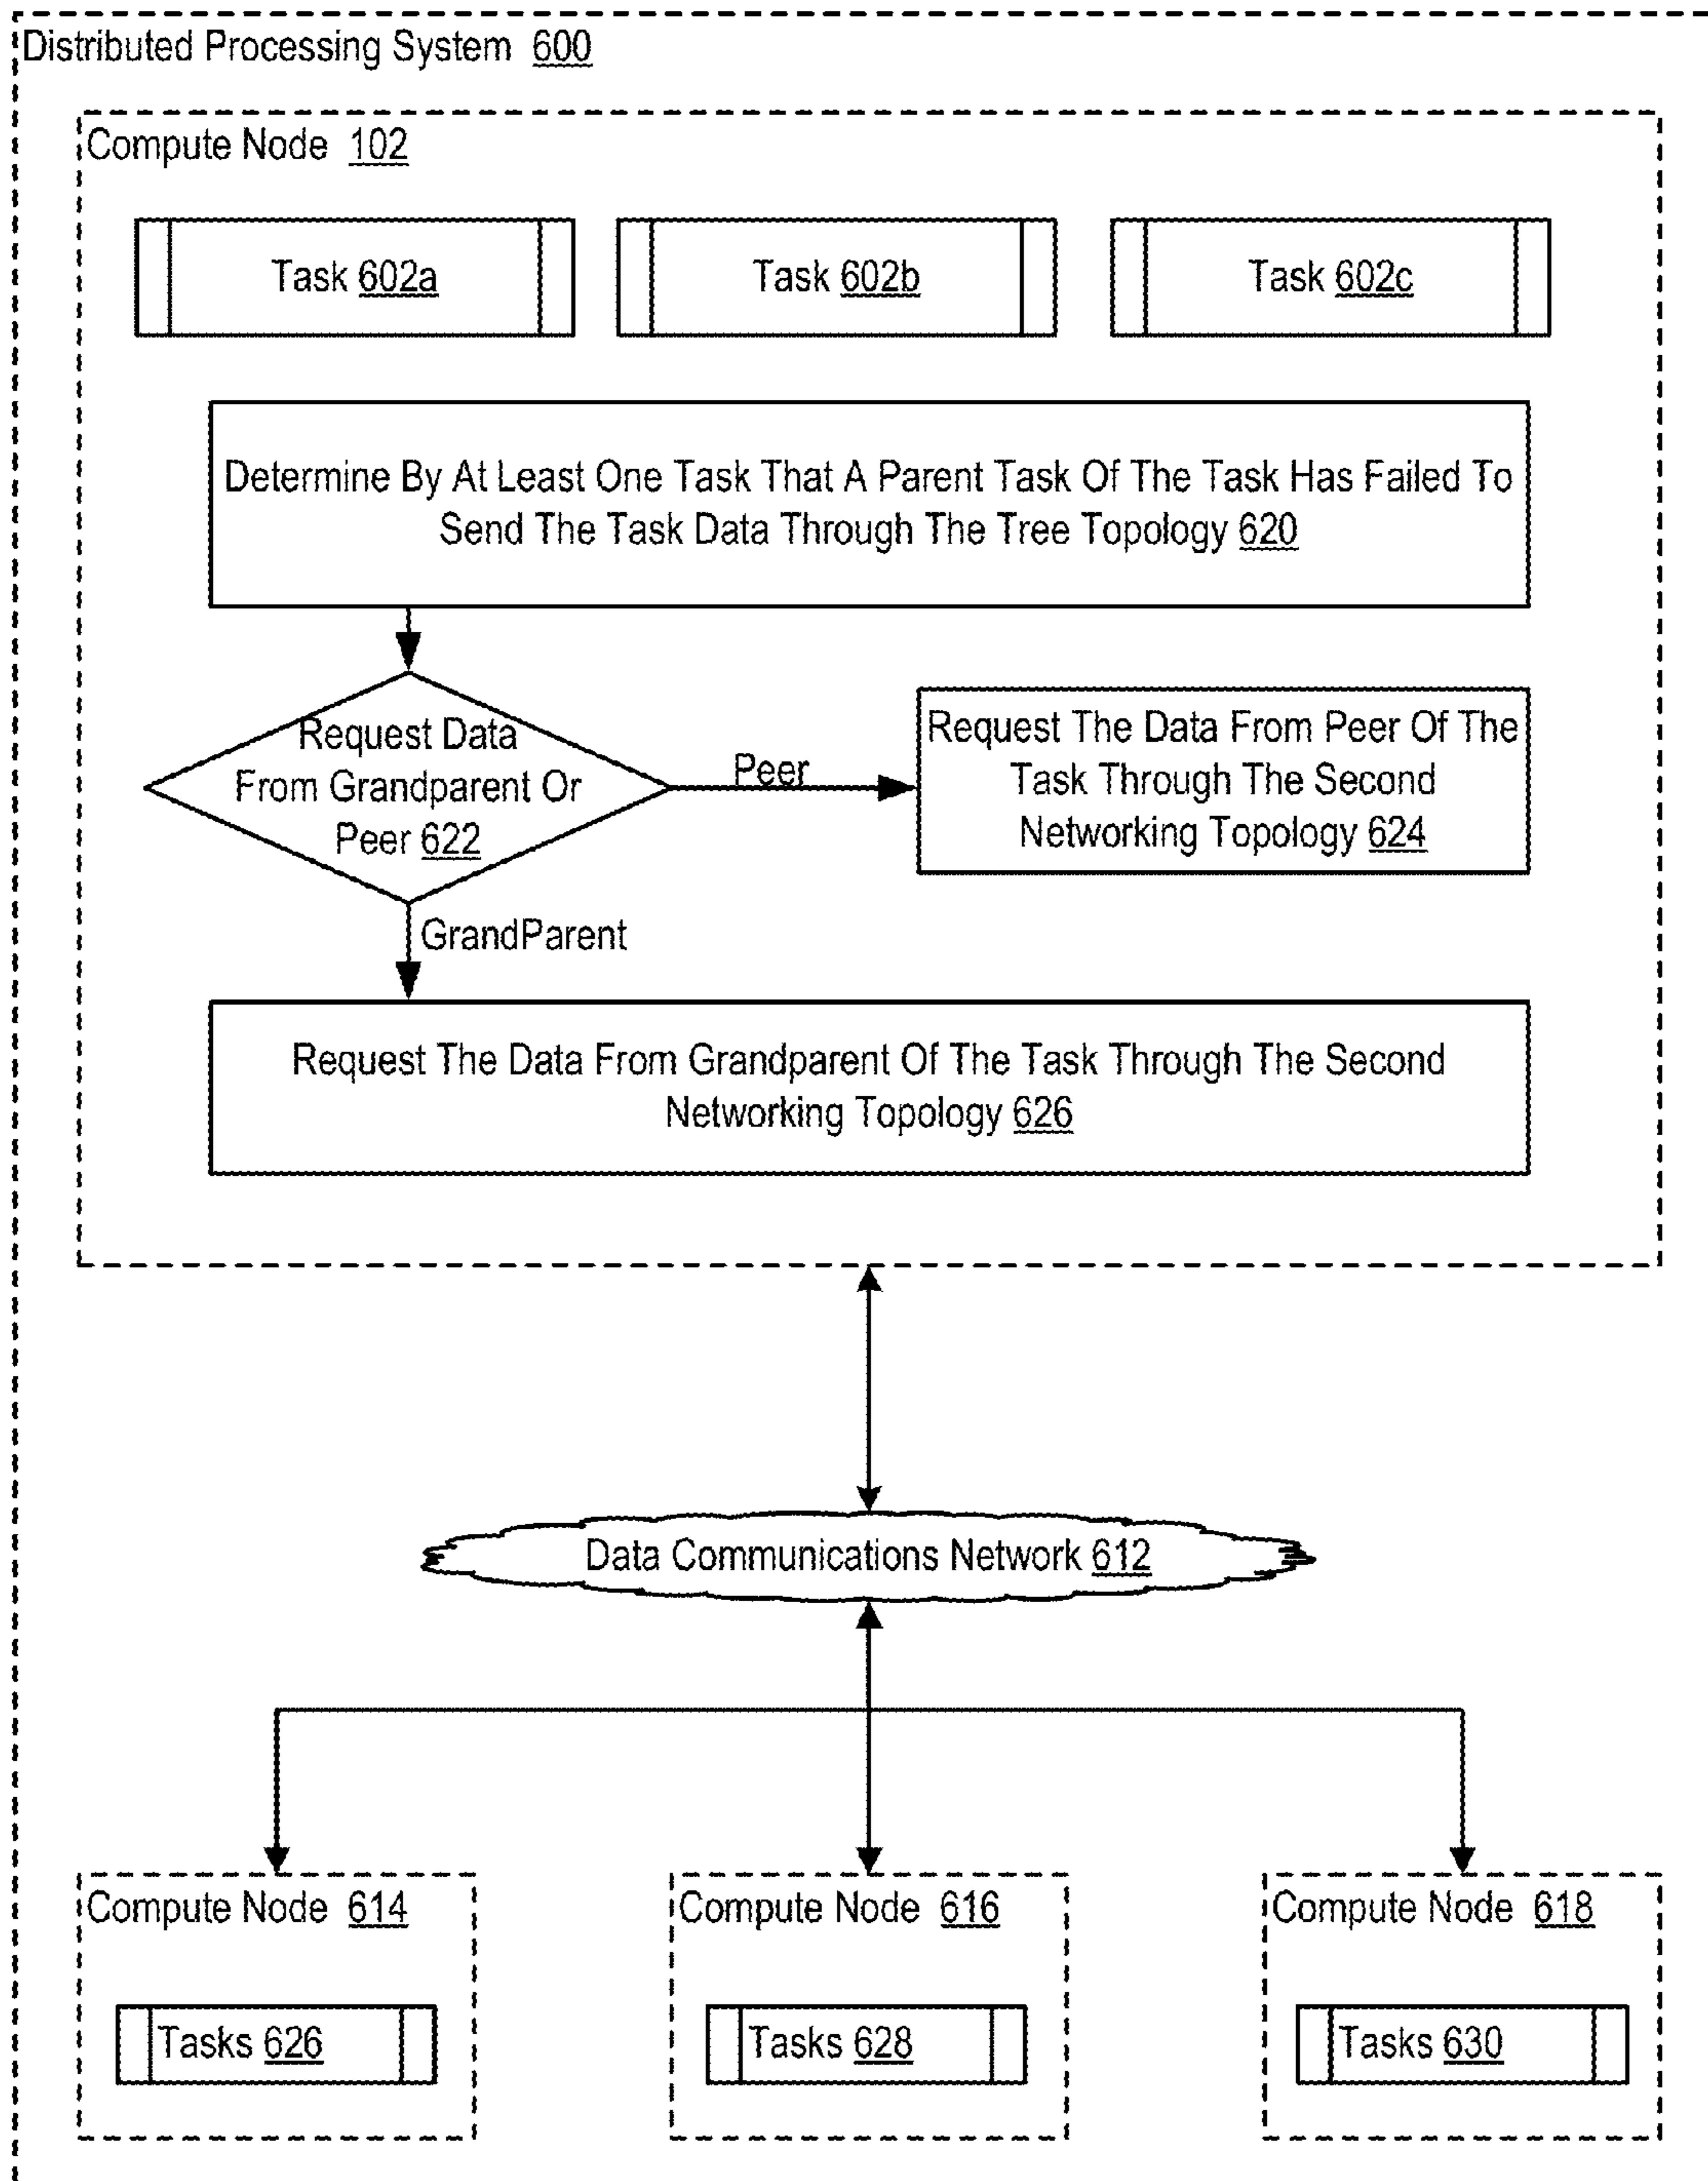 Distributed Processing System 600
Compute Node 102
Task 602a
Task 602b
Task 602c
Determine By At Least One Task That A Parent Task Of The Task Has Failed To
Send The Task Data Through The Tree Topology 620
Request Data
From Grandparent Or
Peer 622
Peer
Request The Data From Peer Of The
Task Through The Second
Networking Topology 624
GrandParent
Request The Data From Grandparent Of The Task Through The Second
Networking Topology 626
Data Communications Network 612
Compute Node 614
Tasks 626
Compute Node 616
Tasks 628
Compute Node 618
Tasks 630